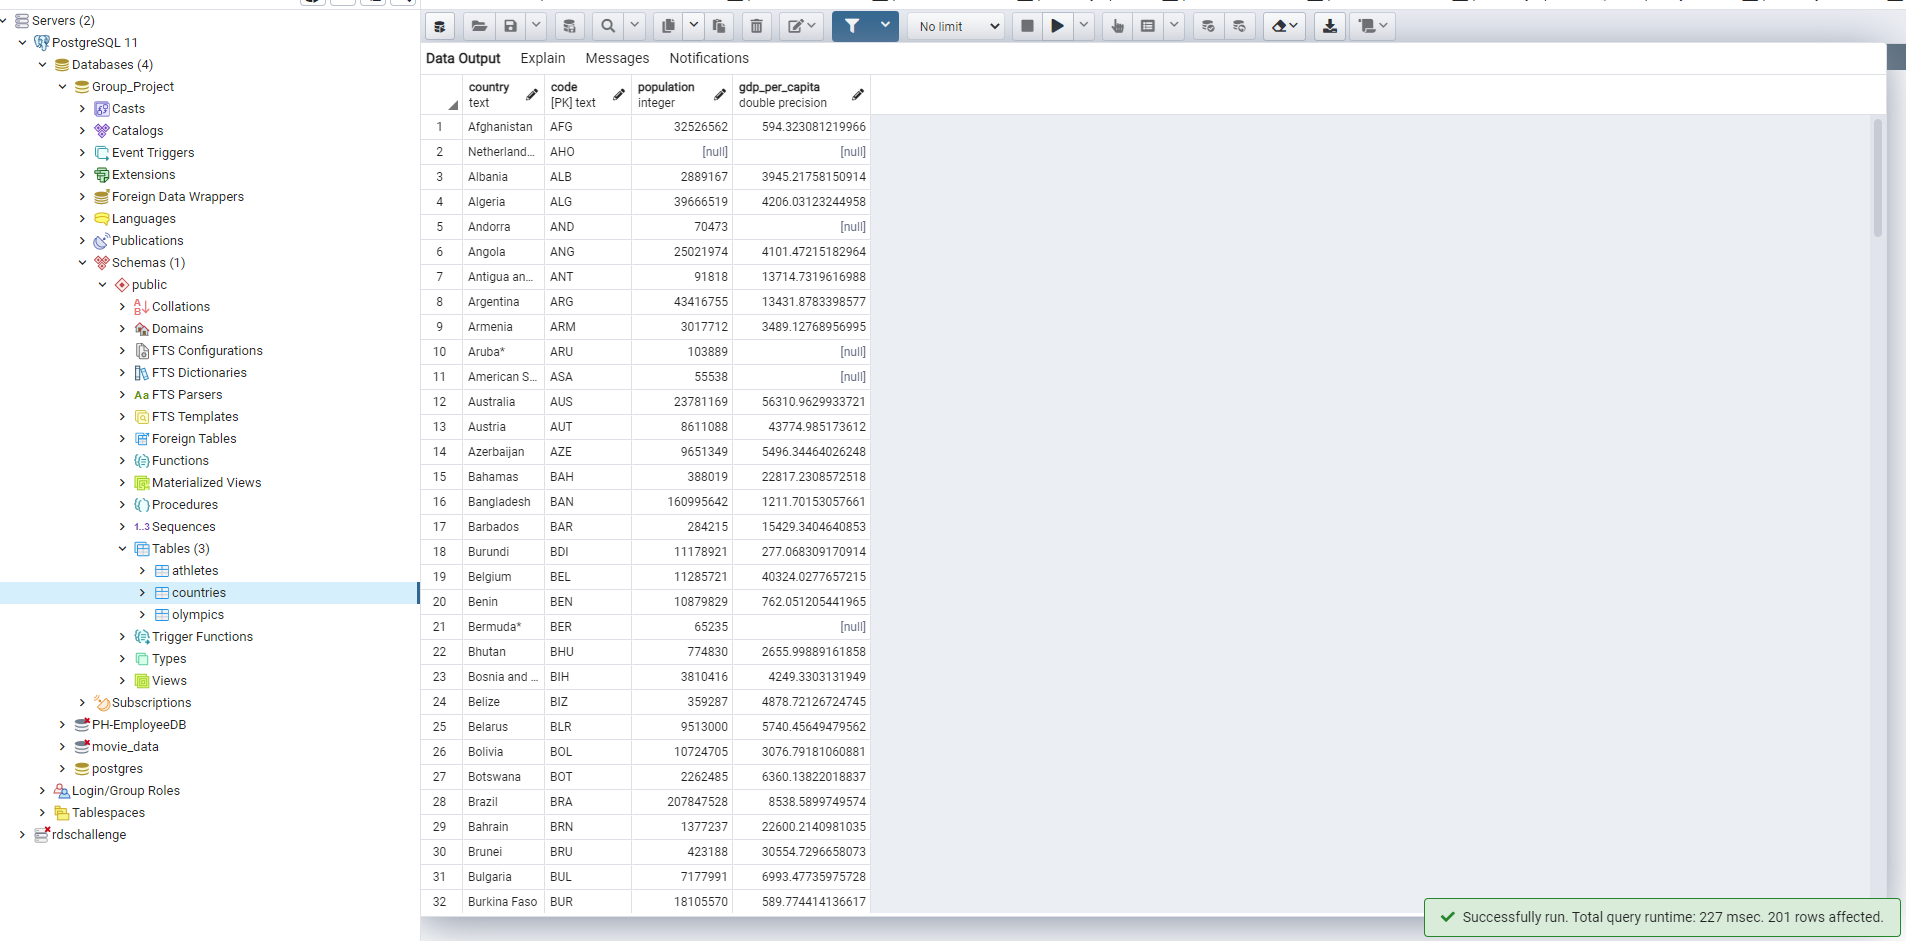 Servers (2)
PostgreSQL 11
Databases (4)
Group_Project
Casts
Catalogs
Event Triggers
Extensions
Foreign Data Wrappers
Languages
Publications
Schemas (1)
public
Collations
Domains
FTS Configurations
FTS Dictionaries
Aa FTS Parsers
FTS Templates
Foreign Tables
Functions
Materialized Views
Procedures
1..3 Sequences
Tables (3)
athletes
countries
olympics
Trigger Functions
Types
Views
Subscriptions
PH-EmployeeDB
movie_data
postgres
Login/Group Roles
Tablespaces
rdschallenge
No limit
Data Output Explain Messages Notifications
country text code [PK] text population integer gdp_per_capita double precision
1 Afghanistan AFG 32526562 594.323081219966
2 Netherland... AHO [null] [null]
3 Albania ALB 2889167 3945.21758150914
4 Algeria ALG 39666519 4206.03123244958
5 Andorra AND 70473 [null]
6 Angola ANG 25021974 4101.47215182964
7 Antigua an... ANT 91818 13714.7319616988
8 Argentina ARG 43416755 13431.8783398577
9 Armenia ARM 3017712 3489.12768956995
10 Aruba* ARU 103889 [null]
11 American S... ASA 55538 [null]
12 Australia AUS 23781169 56310.9629933721
13 Austria AUT 8611088 43774.985173612
14 Azerbaijan AZE 9651349 5496.34464026248
15 Bahamas BAH 388019 22817.2308572518
16 Bangladesh BAN 160995642 1211.70153057661
17 Barbados BAR 284215 15429.3404640853
18 Burundi BDI 11178921 277.068309170914
19 Belgium BEL 11285721 40324.0277657215
20 Benin BEN 10879829 762.051205441965
21 Bermuda* BER 65235 [null]
22 Bhutan BHU 774830 2655.99889161858
23 Bosnia and ... BIH 3810416 4249.3303131949
24 Belize BIZ 359287 4878.72126724745
25 Belarus BLR 9513000 5740.45649479562
26 Bolivia BOL 10724705 3076.79181060881
27 Botswana BOT 2262485 6360.13822018837
28 Brazil BRA 207847528 8538.5899749574
29 Bahrain BRN 1377237 22600.2140981035
30 Brunei BRU 423188 30554.7296658073
31 Bulgaria BUL 7177991 6993.47735975728
32 Burkina Faso BUR 18105570 589.774414136617
Successfully run. Total query runtime: 227 msec. 201 rows affected.